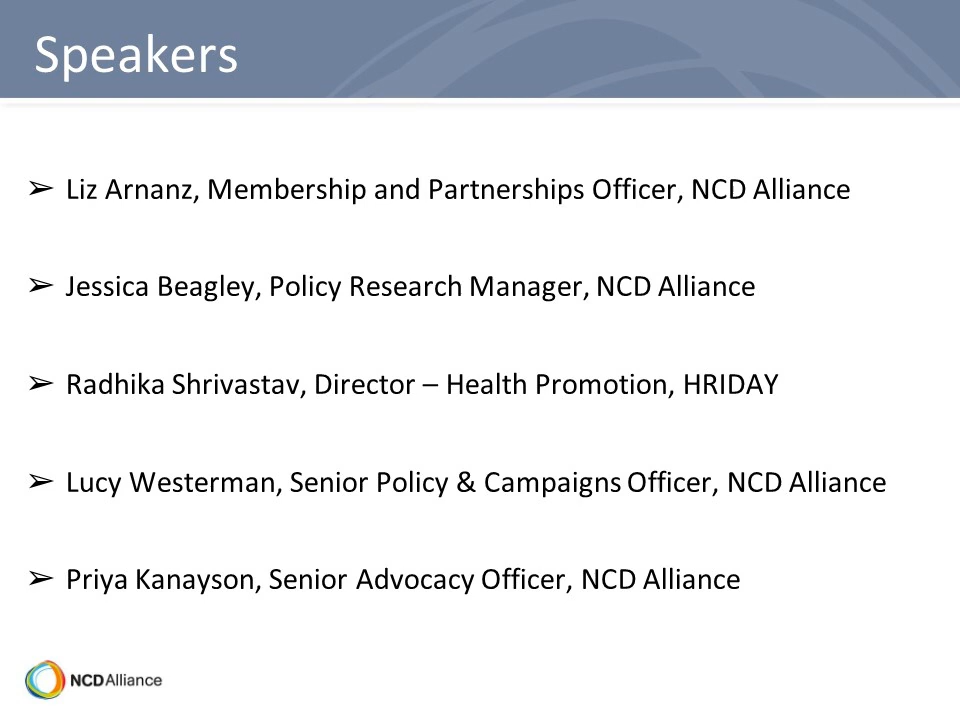 Speakers
➢ Liz Arnanz, Membership and Partnerships Officer, NCD Alliance
➢ Jessica Beagley, Policy Research Manager, NCD Alliance
➢ Radhika Shrivastav, Director – Health Promotion, HRIDAY
➢ Lucy Westerman, Senior Policy & Campaigns Officer, NCD Alliance
➢ Priya Kanayson, Senior Advocacy Officer, NCD Alliance
NCDAlliance